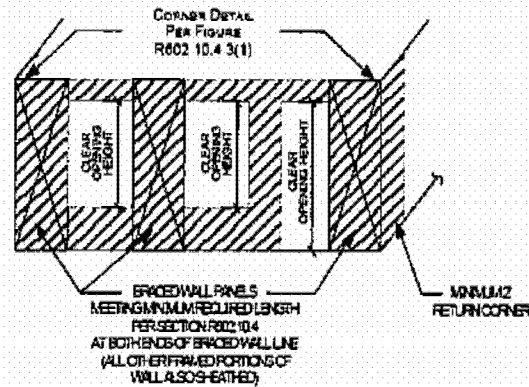 CORNER DETAIL
PER FIGURE
R602.10.4.3(1)
CLEAR
OPENING
HEIGHT
CLEAR
OPENING
HEIGHT
CLEAR
OPENING HEIGHT
BRACED WALL PANELS
MEETING MINIMUM REQUIRED LENGTH
PER SECTION R602.10.4
AT BOTH ENDS OF BRACED WALL LINE
(ALL OTHER FRAMED PORTIONS OF
WALL ALSO SHEATHED)
MINIMUM 2'
RETURN CORNER